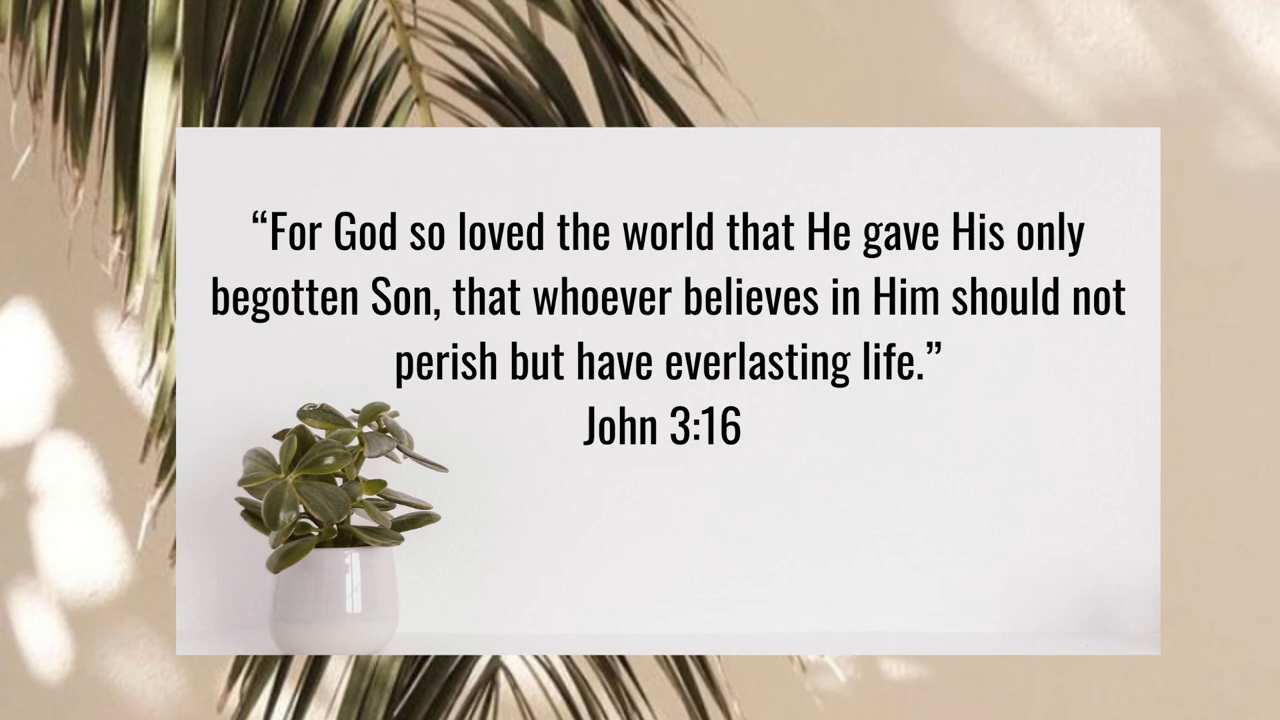 “For God so loved the world that He gave His only
begotten Son, that whoever believes in Him should not
perish but have everlasting life.”
John 3:16